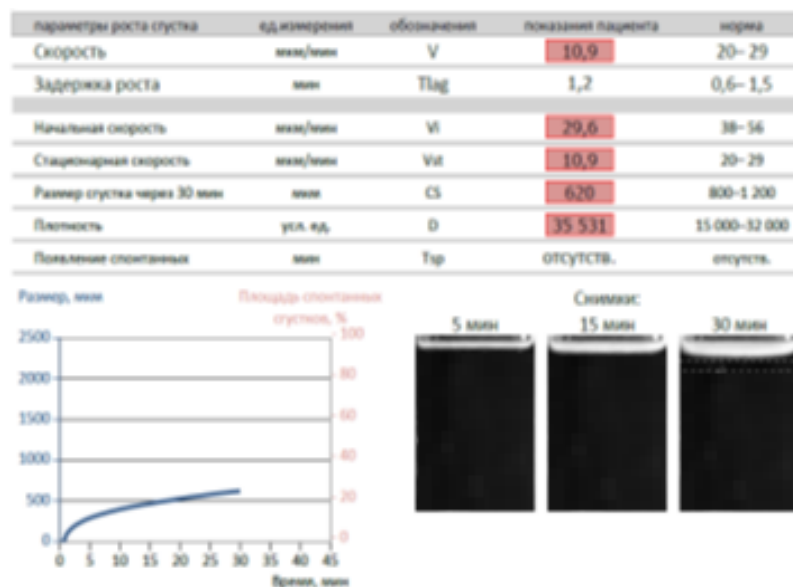 параметры роста сгустка ед.измерения обозначения показания пациента норма
Скорость мкм/мин V 10,9 20–29
Задержка роста мин Tlag 1,2 0,6–1,5
Начальная скорость мкм/мин Vi 29,6 38–56
Стационарная скорость мкм/мин Vst 10,9 20–29
Размер сгустка через 30 мин мкм CS 620 800–1 200
Плотность усл. ед. D 35 531 15 000–32 000
Появление спонтанных мин Tsp отсутств. отсутств.
Размер, мкм
Площадь спонтанных
сгустков, %
Снимки:
5 мин 15 мин 30 мин
2500 100
2000 80
1500 60
1000 40
500 20
0 0
0 5 10 15 20 25 30 35 40 45
Время, мин